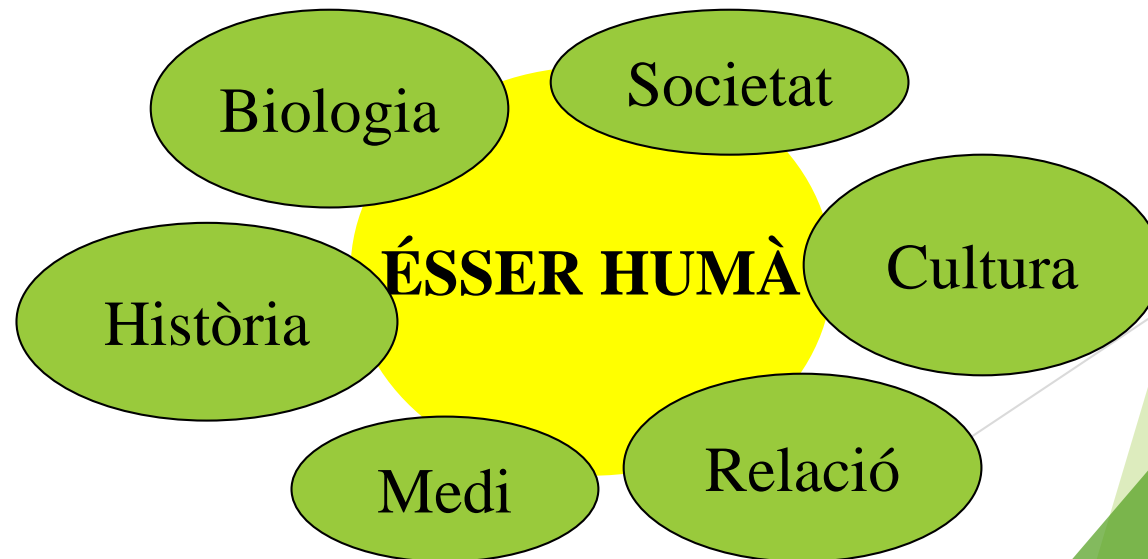 Societat
Biologia
Cultura
ÉSSER HUMÀ
Història
Relació
Medi